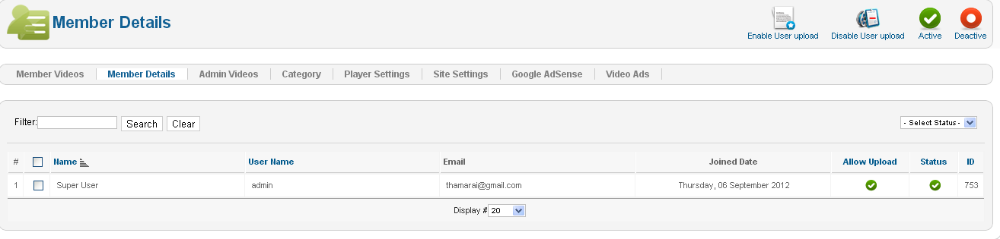 Member Details
Enable User upload Disable User upload Active Deactive
Member Videos Member Details Admin Videos Category Player Settings Site Settings Google AdSense Video Ads
Filter: Search Clear - Select Status -
# Name User Name Email Joined Date Allow Upload Status ID
1 Super User admin thamarai@gmail.com Thursday, 06 September 2012 753
Display # 20